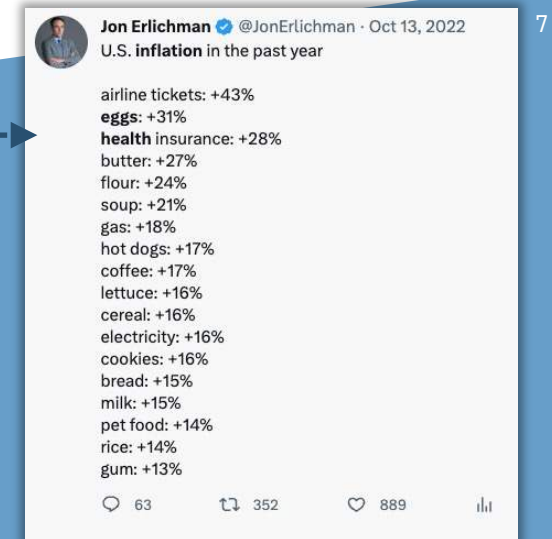 7
Jon Erlichman @JonErlichman · Oct 13, 2022
U.S. inflation in the past year
airline tickets: +43%
eggs: +31%
health insurance: +28%
butter: +27%
flour: +24%
soup: +21%
gas: +18%
hot dogs: +17%
coffee: +17%
lettuce: +16%
cereal: +16%
electricity: +16%
cookies: +16%
bread: +15%
milk: +15%
pet food: +14%
rice: +14%
gum: +13%
63 352 889